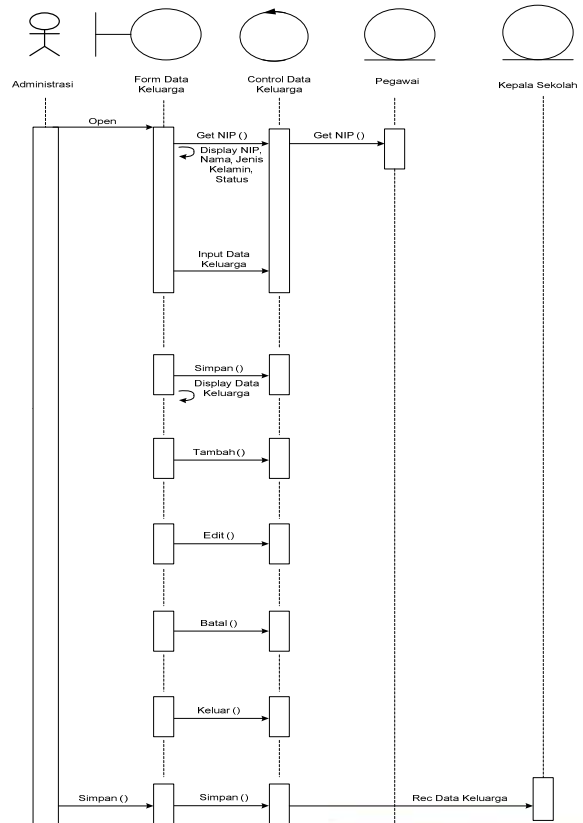 Administrasi
Form Data
Keluarga
Control Data
Keluarga
Pegawai
Kepala Sekolah
Open
Get NIP ()
Get NIP ()
Display NIP,
Nama, Jenis
Kelamin,
Status
Input Data
Keluarga
Simpan ()
Display Data
Keluarga
Tambah ()
Edit ()
Batal ()
Keluar ()
Simpan ()
Simpan ()
Rec Data Keluarga